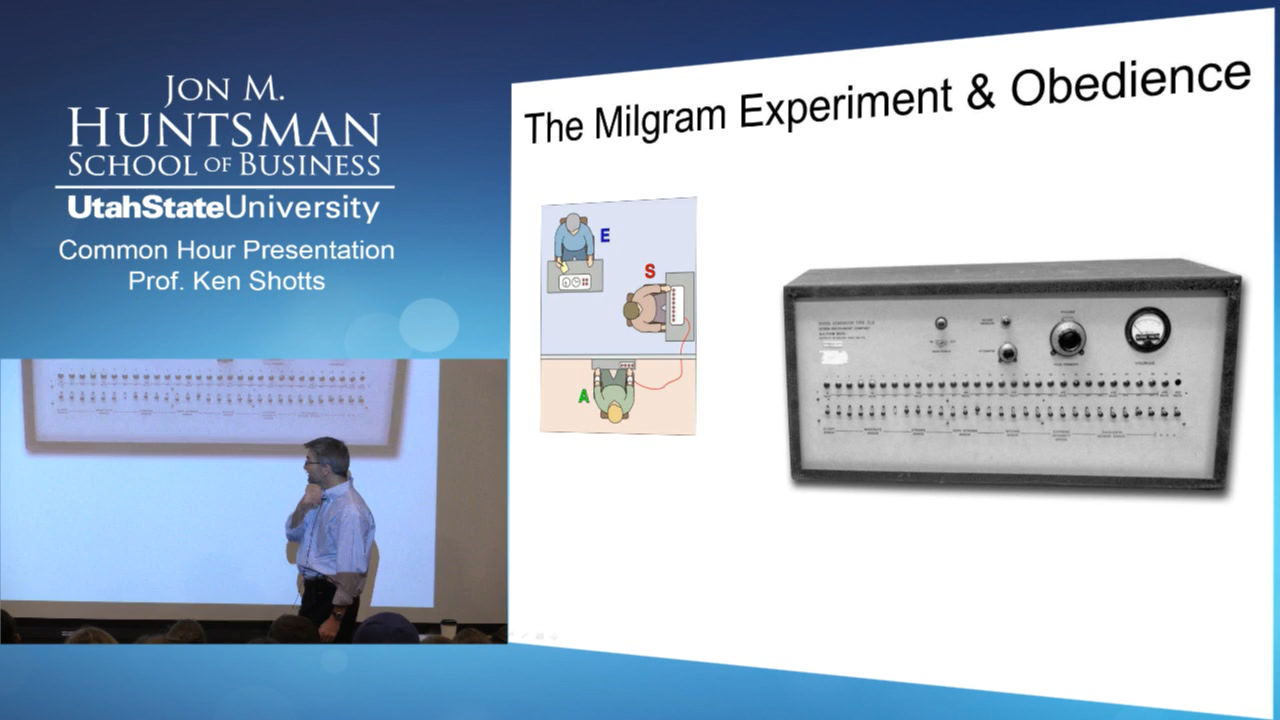 JON M.
HUNTSMAN
SCHOOL OF BUSINESS
UtahStateUniversity
Common Hour Presentation
Prof. Ken Shotts
The Milgram Experiment & Obedience
E
S
A